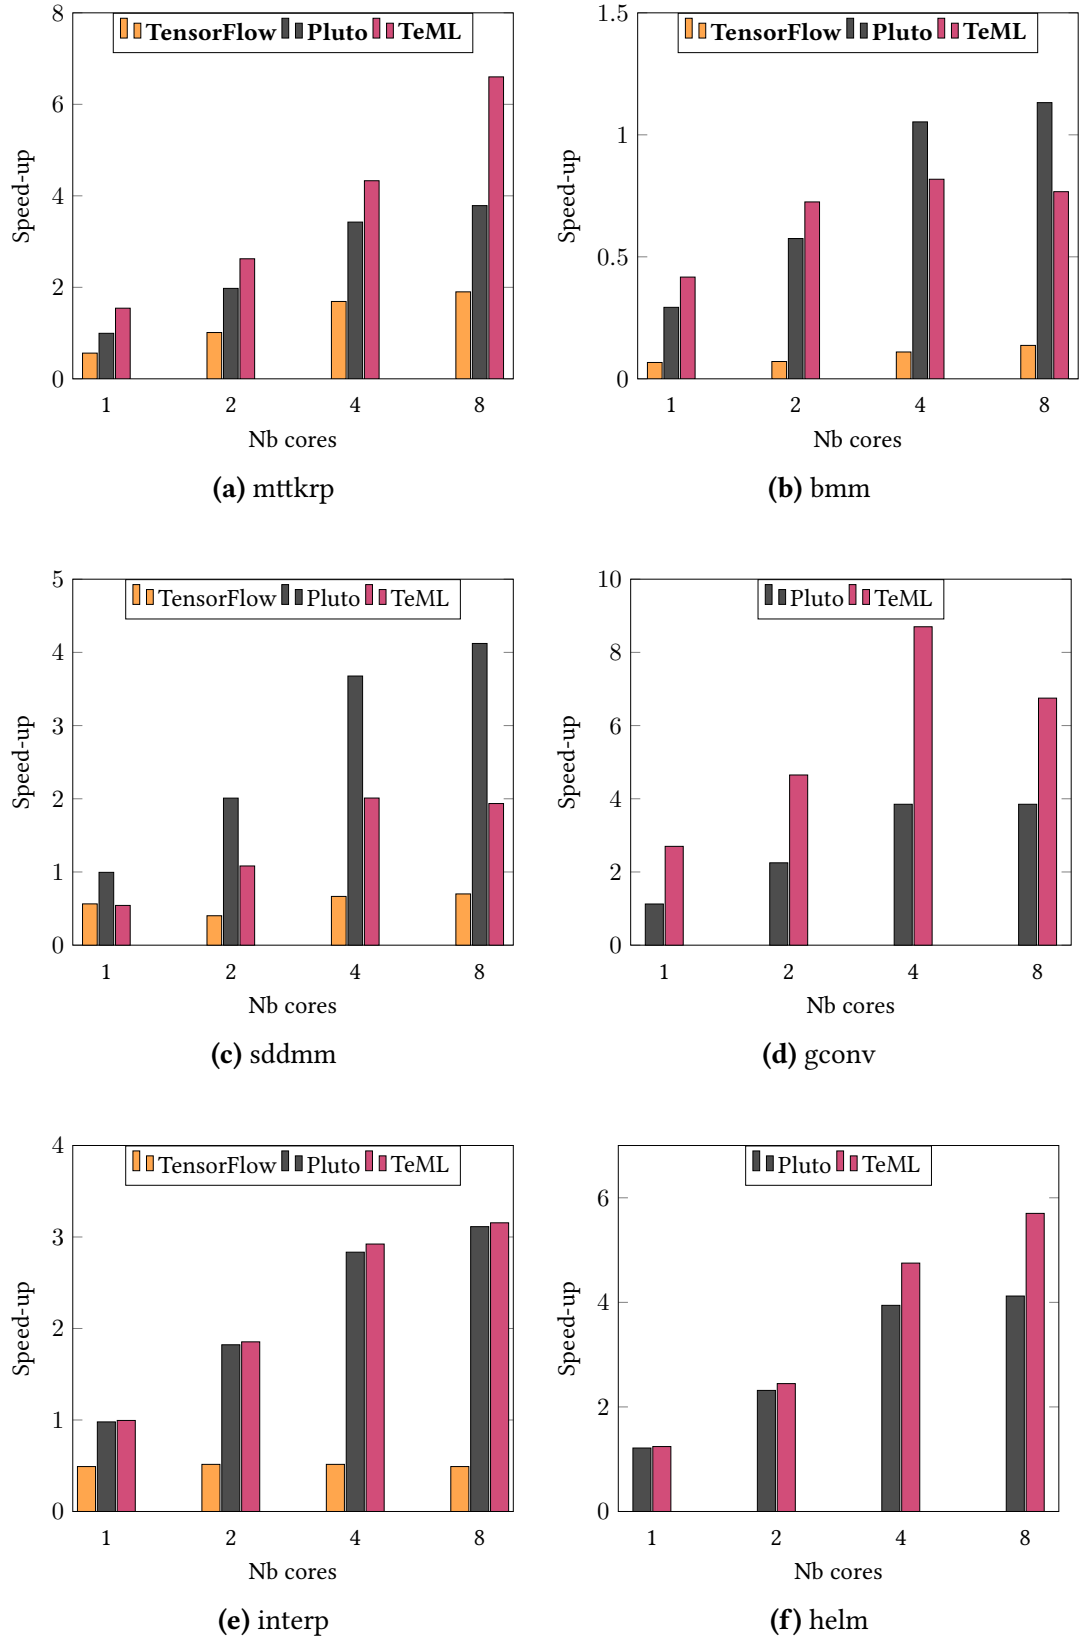 TensorFlow Pluto TeML
8
6
4
2
0
Speed-up
1 2 4 8
Nb cores
(a) mttkrp
TensorFlow Pluto TeML
1.5
1
0.5
0
Speed-up
1 2 4 8
Nb cores
(b) bmm
TensorFlow Pluto TeML
5
4
3
2
1
0
Speed-up
1 2 4 8
Nb cores
(c) sddmm
Pluto TeML
10
8
6
4
2
0
Speed-up
1 2 4 8
Nb cores
(d) gconv
TensorFlow Pluto TeML
4
3
2
1
0
Speed-up
1 2 4 8
Nb cores
(e) interp
Pluto TeML
6
4
2
0
Speed-up
1 2 4 8
Nb cores
(f) helm